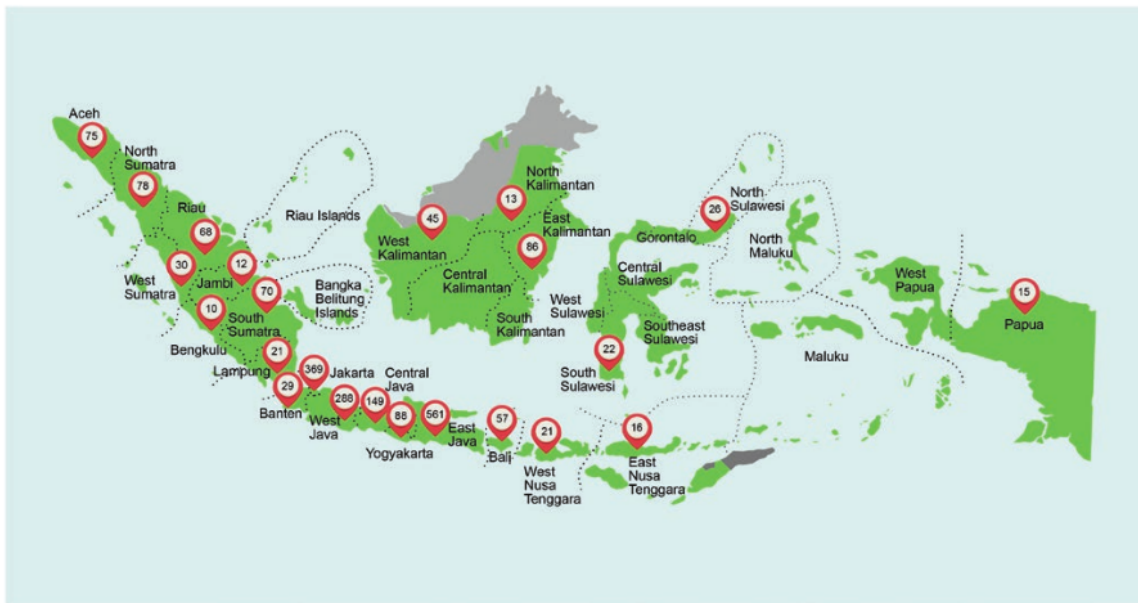 Aceh
75
North
Sumatra
78
Riau
68
Riau Islands
30
West
Sumatra
12
Jambi
70
Bangka
Belitung
Islands
10
South
Sumatra
Bengkulu
21
Lampung
29
Banten
369
Jakarta
288
West
Java
149
Central
Java
88
Yogyakarta
561
East
Java
57
Bali
21
West
Nusa
Tenggara
16
East
Nusa
Tenggara
45
West
Kalimantan
13
North
Kalimantan
86
East
Kalimantan
Central
Kalimantan
South
Kalimantan
26
North
Sulawesi
Gorontalo
Central
Sulawesi
West
Sulawesi
Southeast
Sulawesi
22
South
Sulawesi
North
Maluku
Maluku
West
Papua
15
Papua